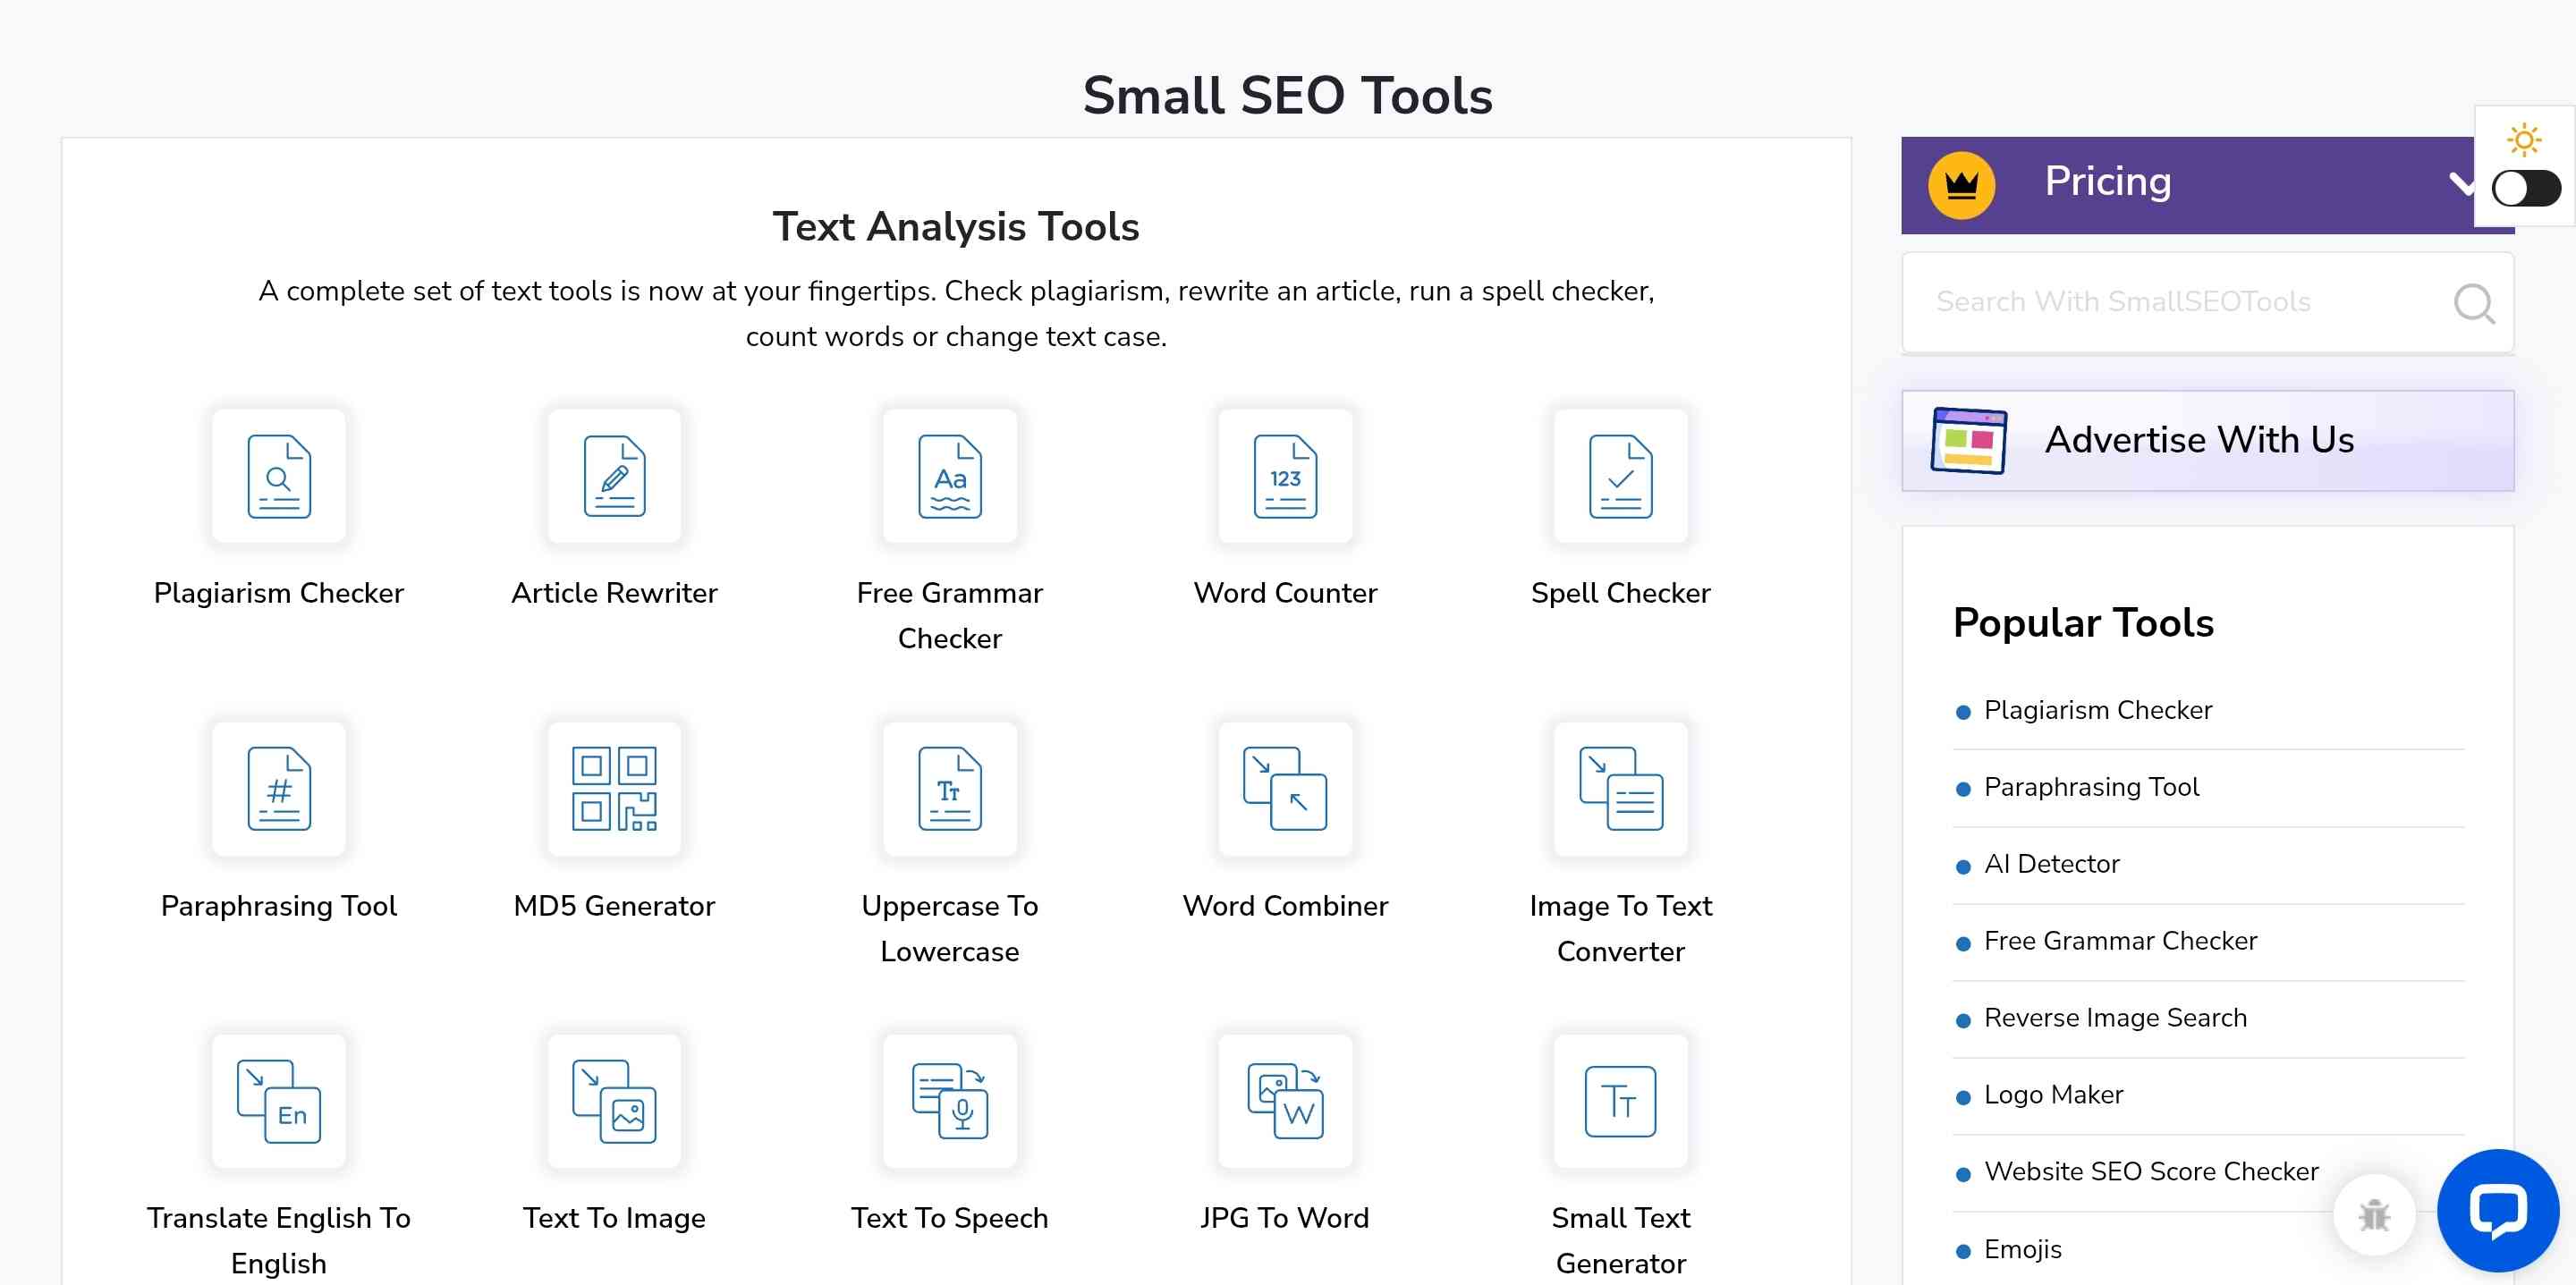 Small SEO Tools
Text Analysis Tools
A complete set of text tools is now at your fingertips. Check plagiarism, rewrite an article, run a spell checker,
count words or change text case.
Aa
123
Plagiarism Checker
Article Rewriter
Free Grammar
Checker
Word Counter
Spell Checker
#
Tt
Paraphrasing Tool
MD5 Generator
Uppercase To
Lowercase
Word Combiner
Image To Text
Converter
En
W
TT
Translate English To
English
Text To Image
Text To Speech
JPG To Word
Small Text
Generator
Pricing
Search With SmallSEOTools
Advertise With Us
Popular Tools
Plagiarism Checker
Paraphrasing Tool
AI Detector
Free Grammar Checker
Reverse Image Search
Logo Maker
Website SEO Score Checker
Emojis